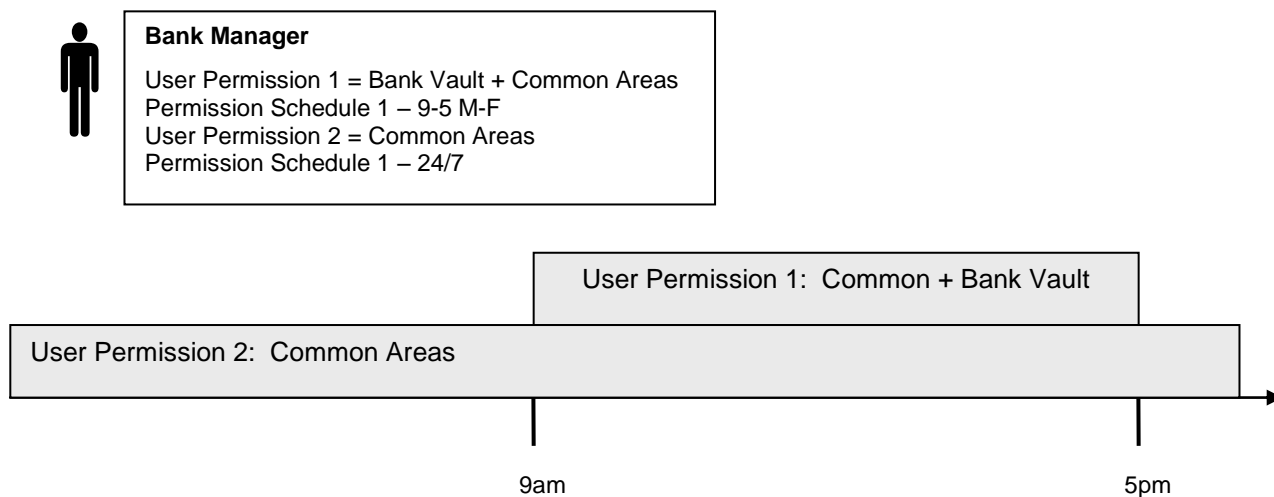 Bank Manager
User Permission 1 = Bank Vault + Common Areas
Permission Schedule 1 – 9-5 M-F
User Permission 2 = Common Areas
Permission Schedule 1 – 24/7
User Permission 1:  Common + Bank Vault
User Permission 2:  Common Areas
9am
5pm